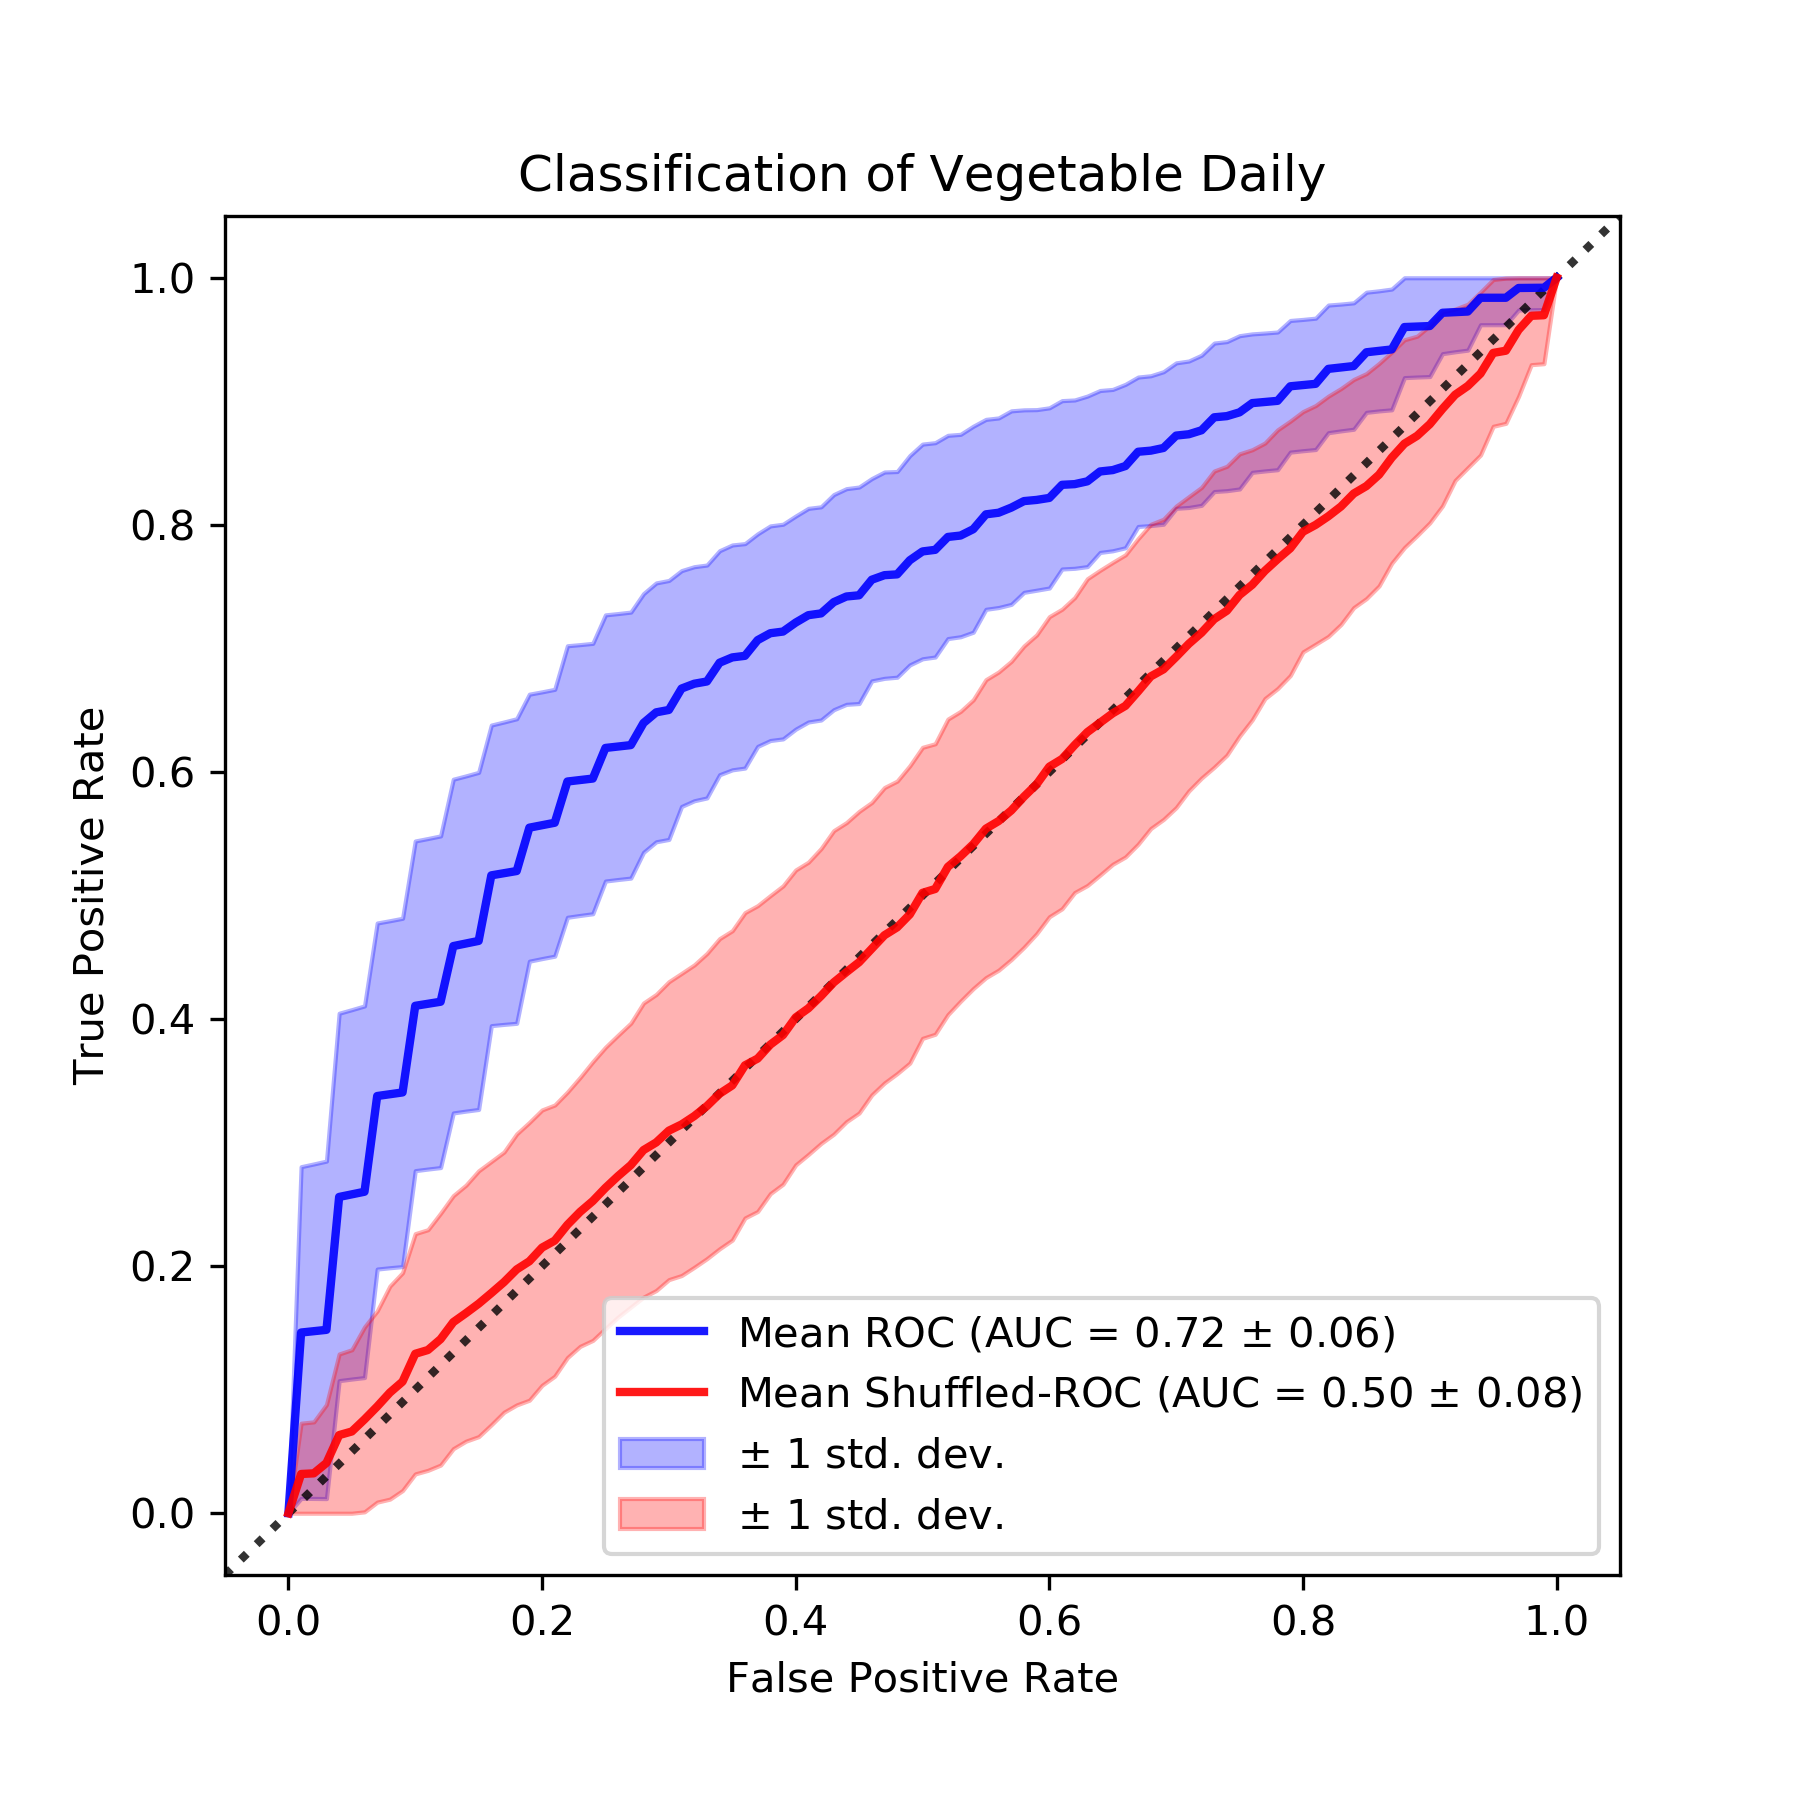 Classification of Vegetable Daily
1.0
0.8
0.6
0.4
0.2
0.0
True Positive Rate
Mean ROC (AUC = 0.72 ± 0.06)
Mean Shuffled-ROC (AUC = 0.50 ± 0.08)
± 1 std. dev.
± 1 std. dev.
0.0 0.2 0.4 0.6 0.8 1.0
False Positive Rate